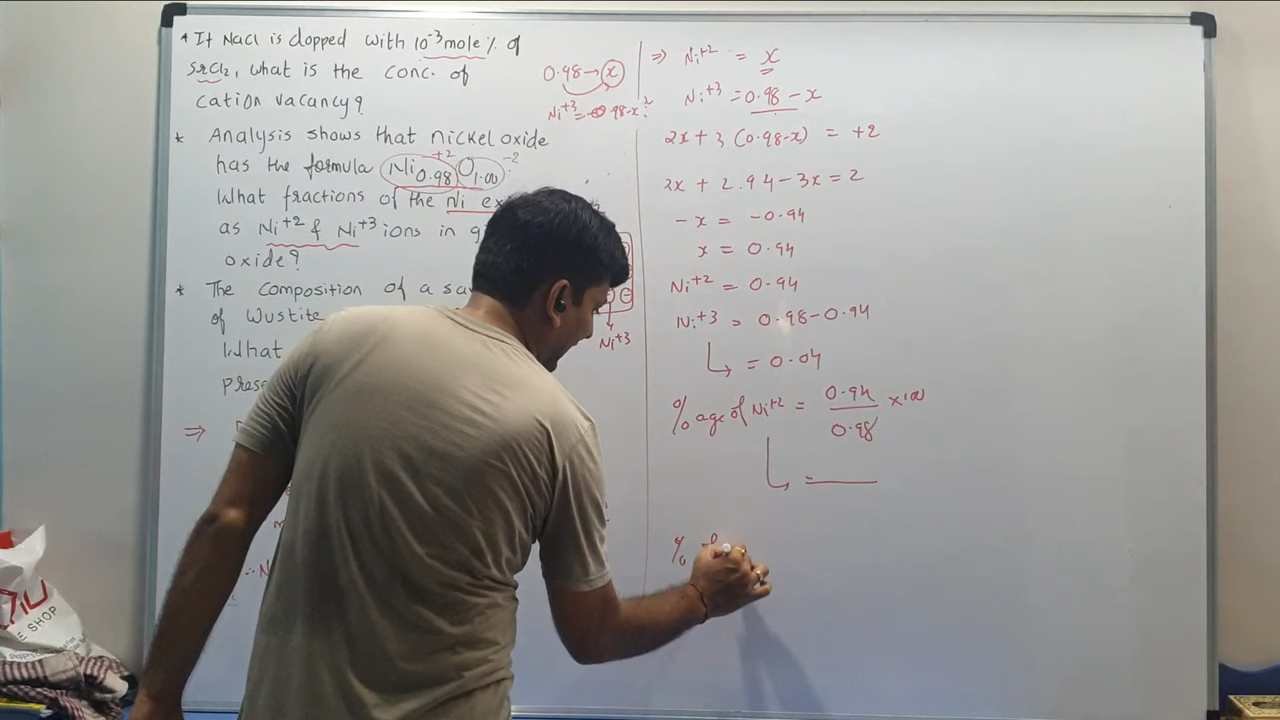 * If NaCl is dopped with 10⁻³ mole % of
SrCl₂, what is the conc. of
cation vacancy?
* Analysis shows that nickel oxide
has the formula Ni₀.₉₈⁺² O₁.₀₀⁻²
What fractions of the Ni ex
as Ni⁺² & Ni⁺³ ions in
oxide?
* The composition of a
of Wustite
What
pres
⇒
0.98 → x
Ni⁺³ = 0.98-x ?
Ni⁺³
⇒ Ni⁺² = x
Ni⁺³ = 0.98 - x
2x + 3 (0.98-x) = +2
2x + 2.94 - 3x = 2
- x = -0.94
x = 0.94
Ni⁺² = 0.94
Ni⁺³ = 0.98-0.94
↳ = 0.04
% age of Ni⁺² = 0.94/0.98 × 100
↳ =
%
SHOP